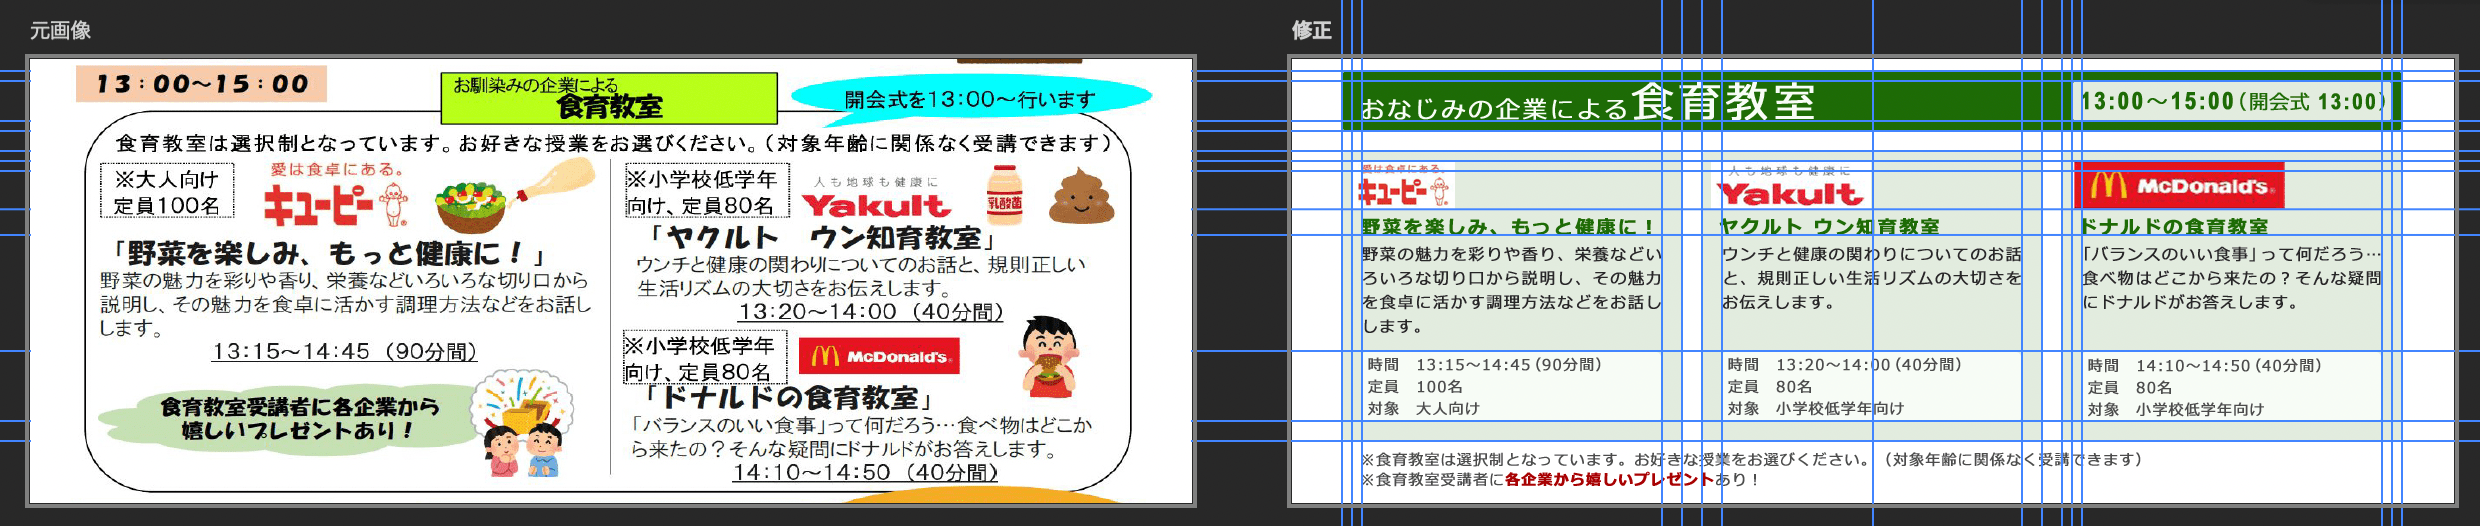 元画像
13：00～15：00
お馴染みの企業による
食育教室
開会式を13：00～行います
食育教室は選択制となっています。お好きな授業をお選びください。（対象年齢に関係なく受講できます）
※大人向け
定員100名
愛は食卓にある。
キユーピー
「野菜を楽しみ、もっと健康に！」
野菜の魅力を彩りや香り、栄養などいろいろな切り口から
説明し、その魅力を食卓に活かす調理方法などをお話し
します。
13:15～14:45（90分間）
食育教室受講者に各企業から
嬉しいプレゼントあり！
※小学校低学年
向け、定員80名
人も地球も健康に
Yakult
乳酸菌
「ヤクルト　ウン知育教室」
ウンチと健康の関わりについてのお話と、規則正しい
生活リズムの大切さをお伝えします。
13:20～14:00（40分間）
※小学校低学年
向け、定員80名
McDonald's
「ドナルドの食育教室」
「バランスのいい食事」って何だろう…食べ物はどこか
ら来たの？そんな疑問にドナルドがお答えします。
14:10～14:50（40分間）
修正
おなじみの企業による食育教室
13:00～15:00（開会式 13:00）
愛は食卓にある。
キユーピー
野菜を楽しみ、もっと健康に！
野菜の魅力を彩りや香り、栄養などい
ろいろな切り口から説明し、その魅力
を食卓に活かす調理方法などをお話し
します。
時間　13:15～14:45（90分間）
定員　100名
対象　大人向け
人も地球も健康に
Yakult
ヤクルト ウン知育教室
ウンチと健康の関わりについてのお話
と、規則正しい生活リズムの大切さを
お伝えします。
時間　13:20～14:00（40分間）
定員　80名
対象　小学校低学年向け
McDonald's
ドナルドの食育教室
「バランスのいい食事」って何だろう…
食べ物はどこから来たの？そんな疑問
にドナルドがお答えします。
時間　14:10～14:50（40分間）
定員　80名
対象　小学校低学年向け
※食育教室は選択制となっています。お好きな授業をお選びください。（対象年齢に関係なく受講できます）
※食育教室受講者に各企業から嬉しいプレゼントあり！